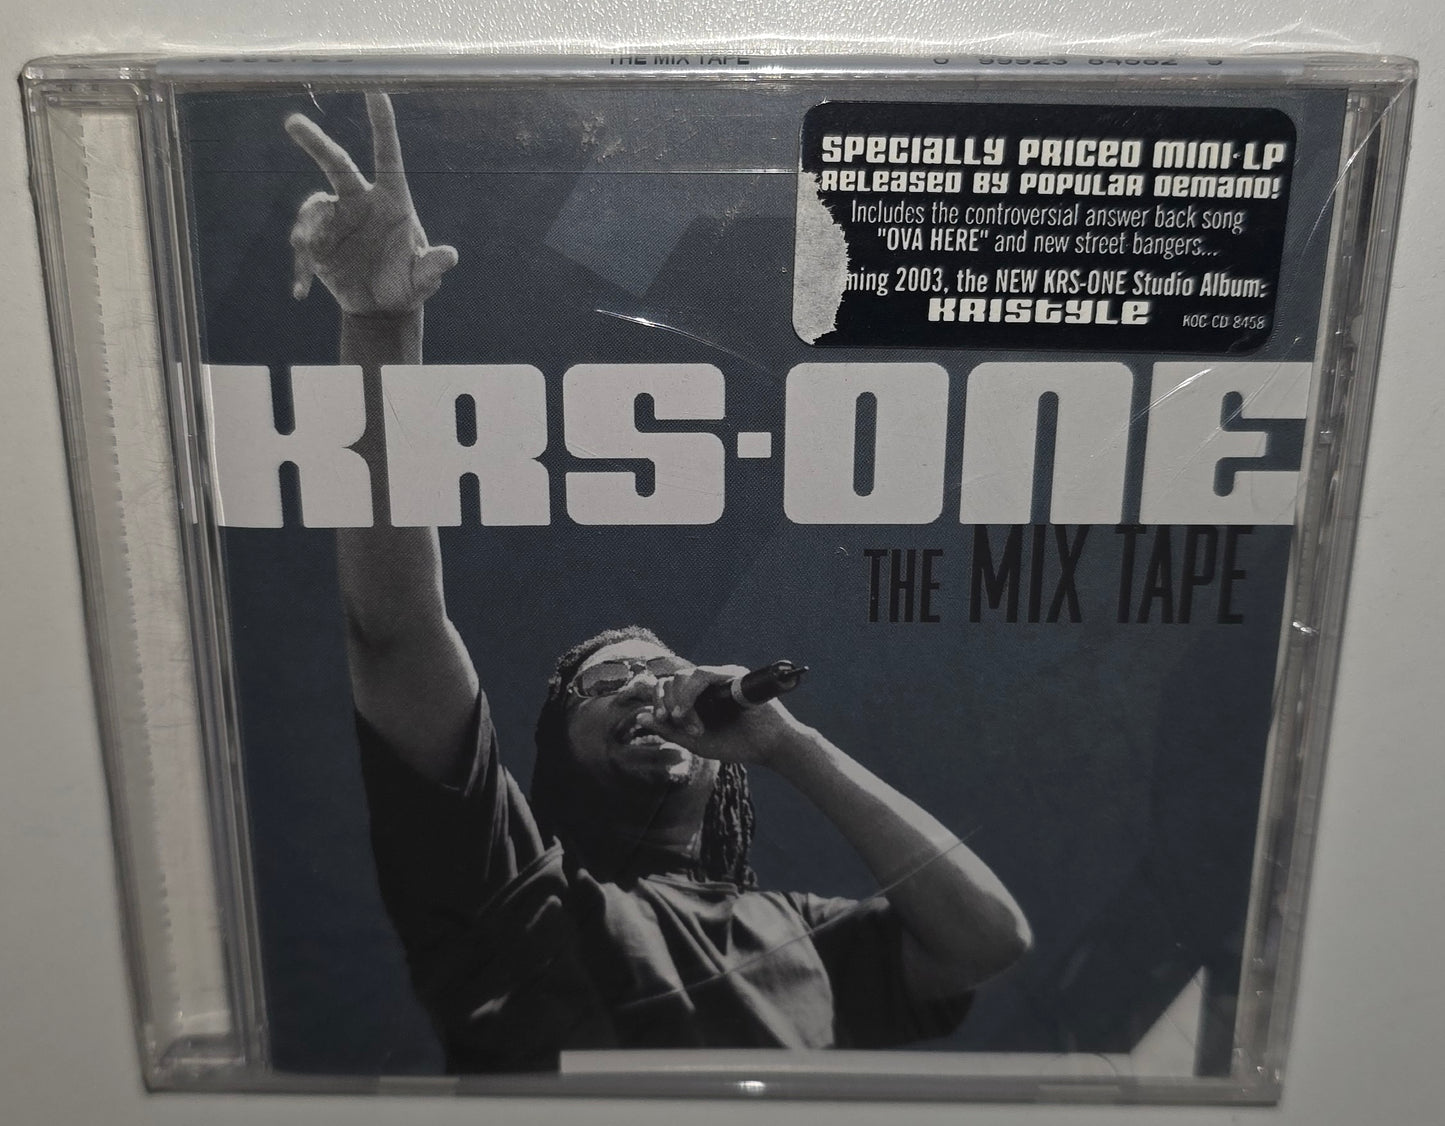 THE MIX TAPE
SPECIALLY PRICED MINI-LP
RELEASED BY POPULAR DEMAND!
Includes the controversial answer back song
"OVA HERE" and new street bangers...
ming 2003, the NEW KRS-ONE Studio Album:
KRISTYLE
KOC-CD 8458
KRS-ONE
THE MIX TAPE